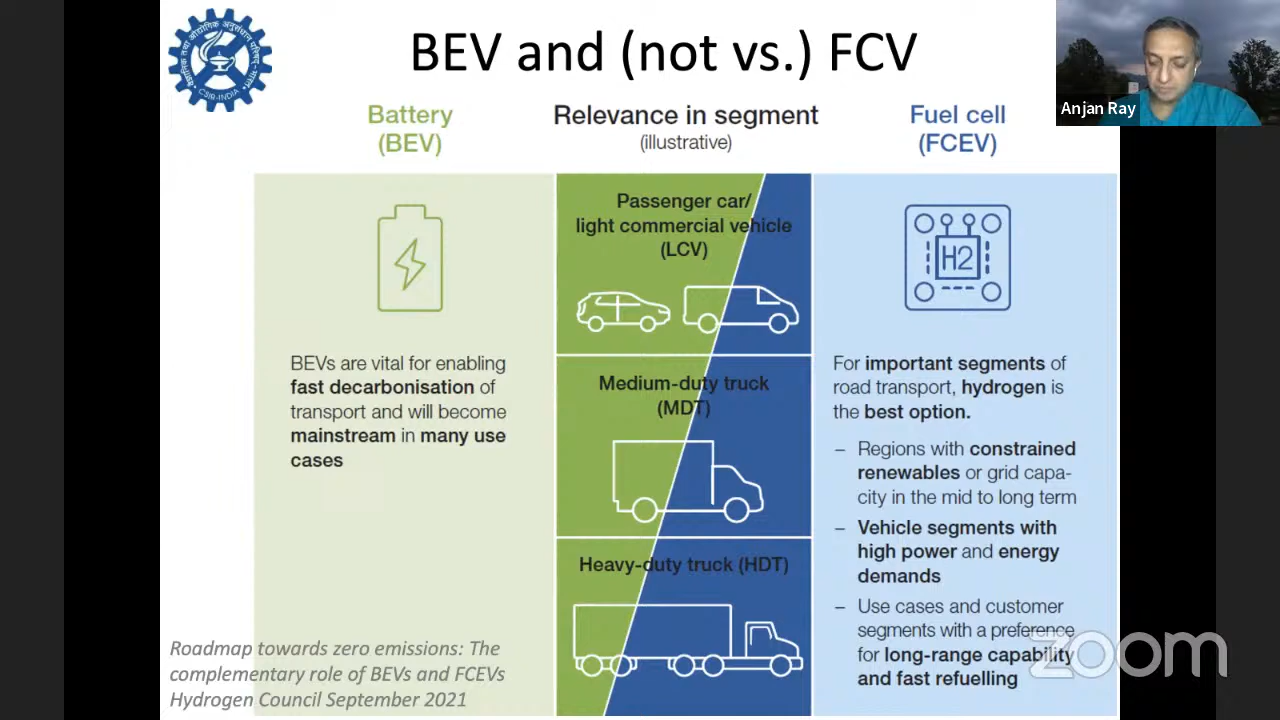 BEV and (not vs.) FCV
Anjan Ray
CSIR-INDIA
Battery
(BEV)
Relevance in segment
(illustrative)
Fuel cell
(FCEV)
Passenger car/
light commercial vehicle
(LCV)
H2
BEVs are vital for enabling
fast decarbonisation of
transport and will become
mainstream in many use
cases
Medium-duty truck
(MDT)
Heavy-duty truck (HDT)
For important segments of
road transport, hydrogen is
the best option.
– Regions with constrained
renewables or grid capa-
city in the mid to long term
– Vehicle segments with
high power and energy
demands
– Use cases and customer
segments with a preference
for long-range capability
and fast refuelling
Roadmap towards zero emissions: The
complementary role of BEVs and FCEVs
Hydrogen Council September 2021
zoom